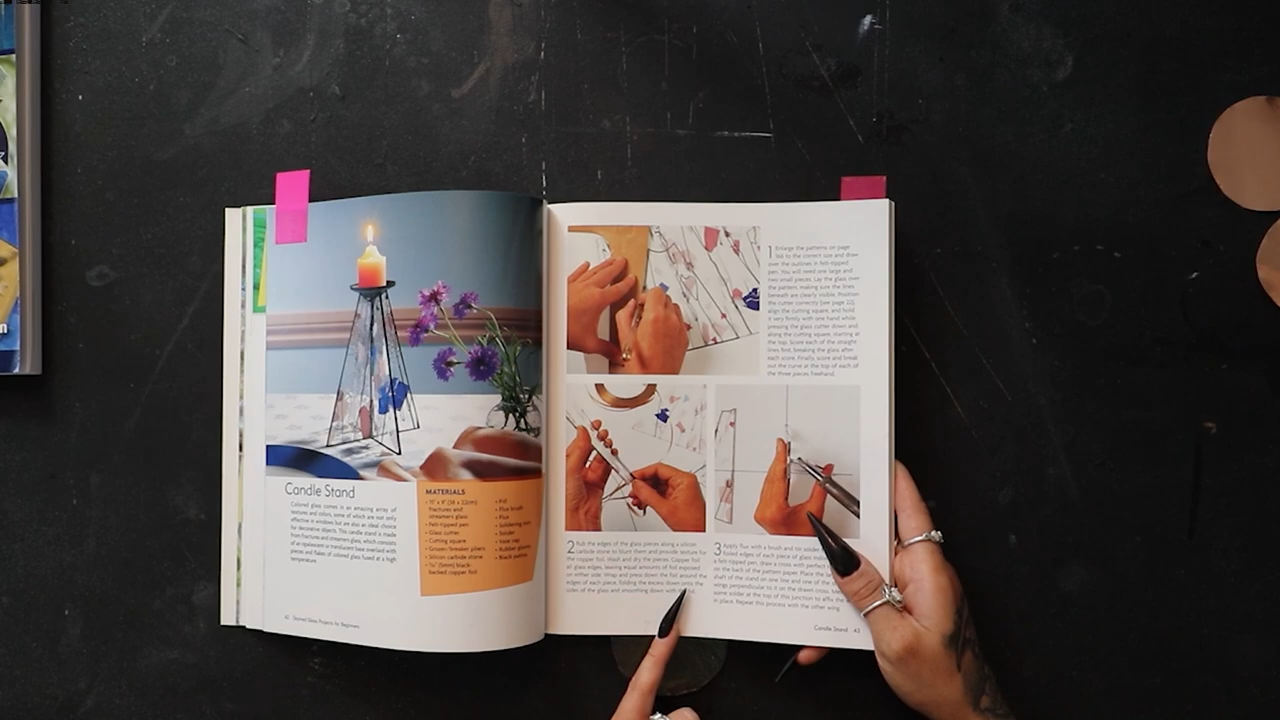 Candle Stand
Colored glass comes in an amazing array of
textures and colors, some of which are not only
effective in windows but are also an ideal choice
for decorative objects. This candle stand is made
from fractures and streamers glass, which consists
of an opalescent or translucent base overlaid with
pieces and flakes of colored glass fused at a high
temperature.
MATERIALS
fractures and
streamers glass
• Felt-tipped pen
• Glass cutter
• Cutting square
• Grozer/breaker pliers
• Silicon carbide stone
(5mm) black-
backed copper foil
• Fid
• Flux brush
• Flux
• Soldering iron
• Solder
• Rubber gloves
• Black patina
42 Stained Glass Projects for Beginners
1 Enlarge the patterns on page
to the correct size and draw
over the outlines in felt-tipped
pen. You will need one large and
two small pieces. Lay the glass over
the pattern, making sure the lines
beneath are clearly visible. Position
the cutter correctly (see page 22),
align the cutting square, and hold
it very firmly with one hand while
pressing the glass cutter down and
along the cutting square, starting at
the top. Score each of the straight
lines first, breaking the glass after
each score. Finally, score and break
out the curve at the top of each of
the three pieces freehand.
2 Rub the edges of the glass pieces along a silicon
carbide stone to blunt them and provide texture for
the copper foil. Wash and dry the pieces. Copper foil
all glass edges, leaving equal amounts of foil exposed
on either side. Wrap and press down the foil around the
edges of each piece, folding the excess down onto the
sides of the glass and smoothing down with
3 Apply flux with a brush and tin solder
foiled edges of each piece of glass
a felt-tipped pen, draw a cross with perfect
on the back of the pattern paper. Place the
shaft of the stand on one line and one of the
wings perpendicular to it on the drawn cross.
some solder at the top of this junction to affix the
in place. Repeat this process with the other wing
Candle Stand 43